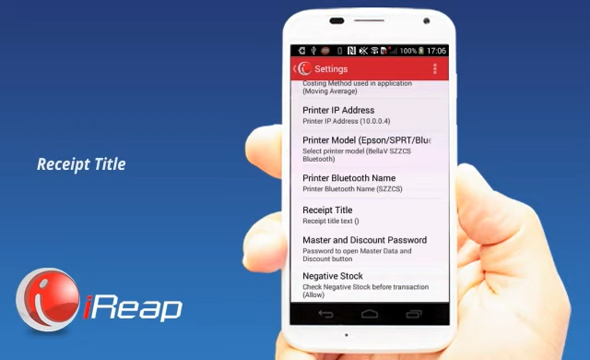 100% 17:06
Settings
Costing Method used in application
(Moving Average)
Printer IP Address
Printer IP Address (10.0.0.4)
Printer Model (Epson/SPRT/Blu
Select printer model (BellaV SZZCS
Bluetooth)
Printer Bluetooth Name
Printer Bluetooth Name (SZZCS)
Receipt Title
Receipt Title
Receipt title text ()
Master and Discount Password
Password to open Master Data and
Discount button
Negative Stock
Check Negative Stock before transaction
(Allow)
iReap